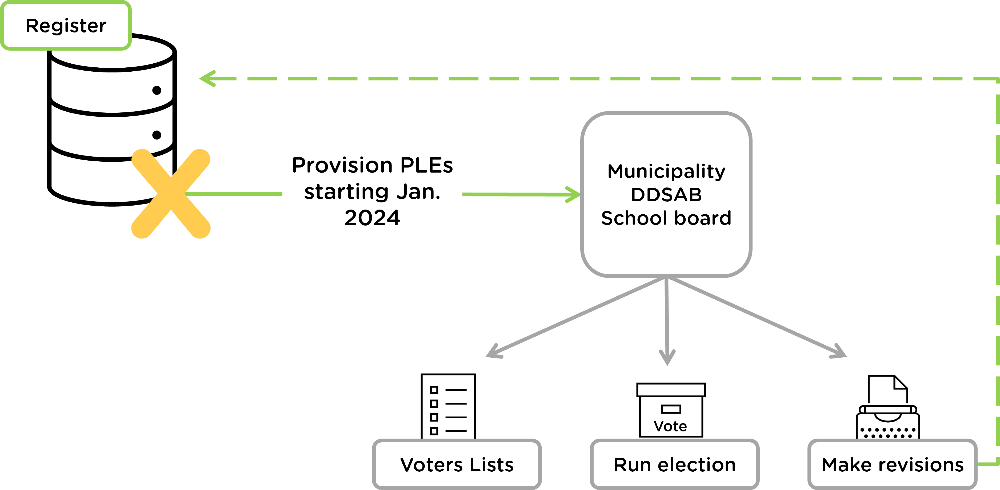 Register
Provision PLEs
starting Jan.
2024
Municipality
DDSAB
School board
Vote
Voters Lists
Run election
Make revisions